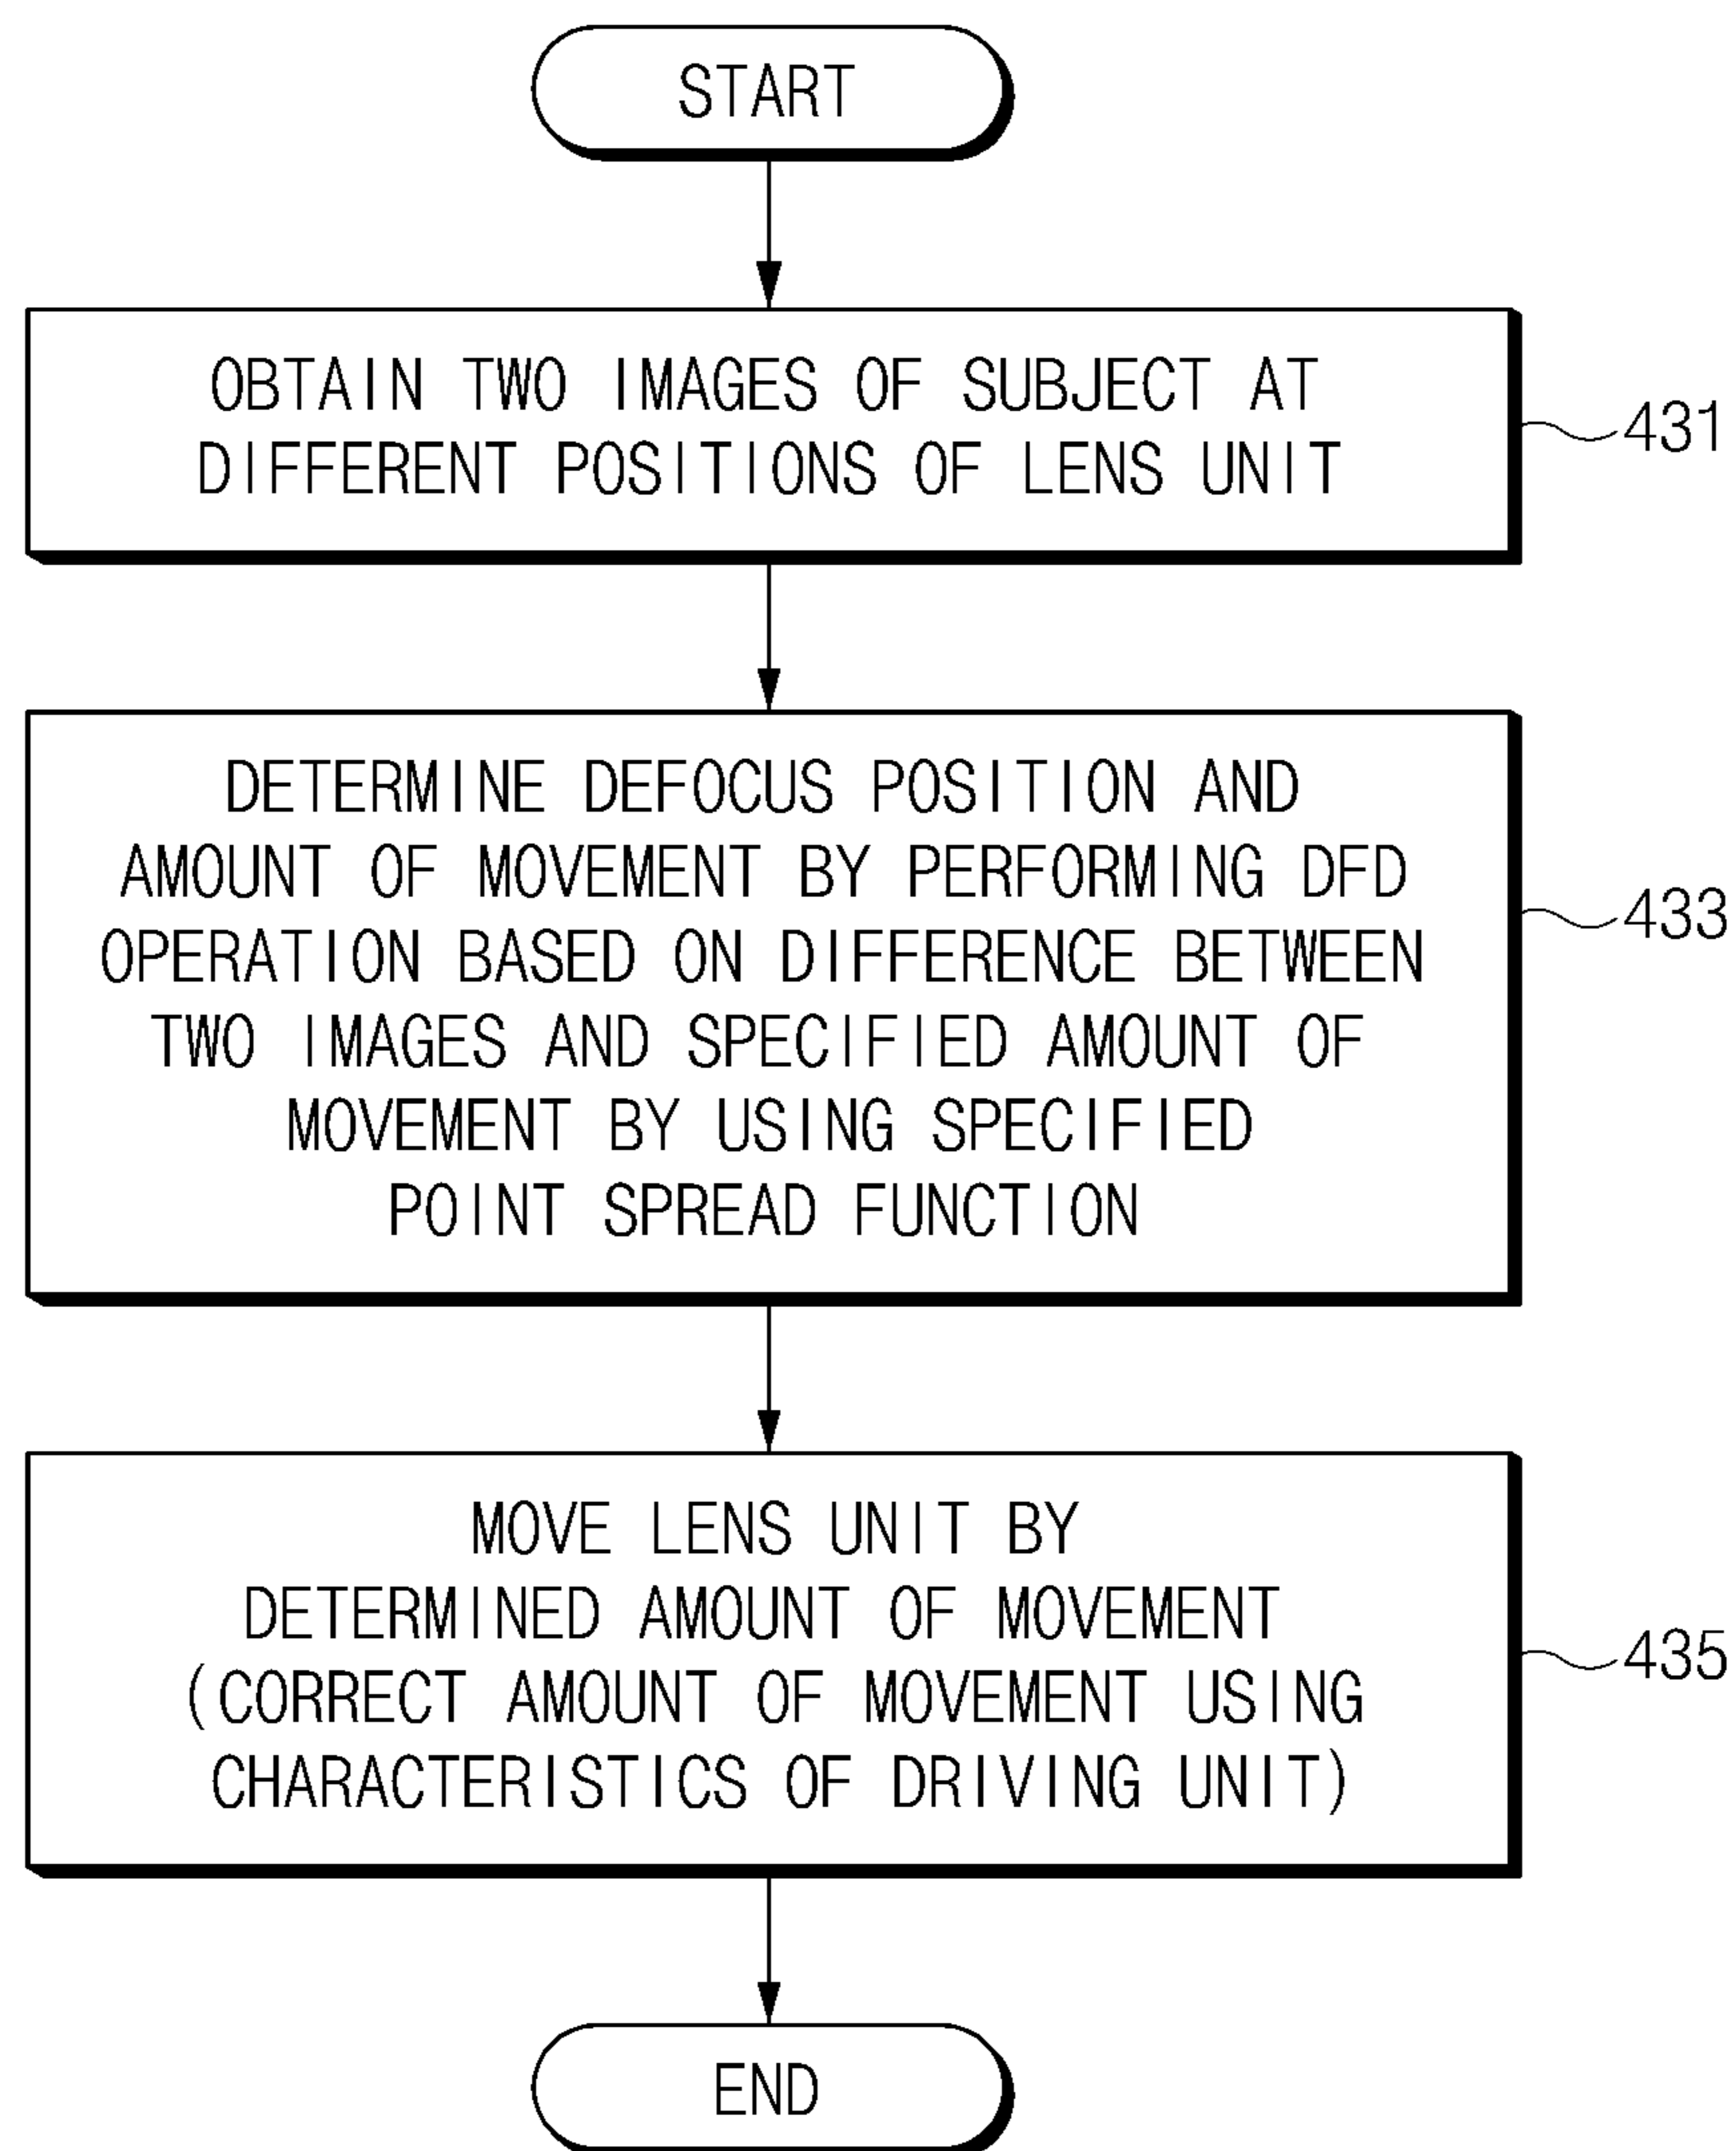 START
OBTAIN TWO IMAGES OF SUBJECT AT
DIFFERENT POSITIONS OF LENS UNIT
431
DETERMINE DEFOCUS POSITION AND
AMOUNT OF MOVEMENT BY PERFORMING DFD
OPERATION BASED ON DIFFERENCE BETWEEN
TWO IMAGES AND SPECIFIED AMOUNT OF
MOVEMENT BY USING SPECIFIED
POINT SPREAD FUNCTION
433
MOVE LENS UNIT BY
DETERMINED AMOUNT OF MOVEMENT
(CORRECT AMOUNT OF MOVEMENT USING
CHARACTERISTICS OF DRIVING UNIT)
435
END